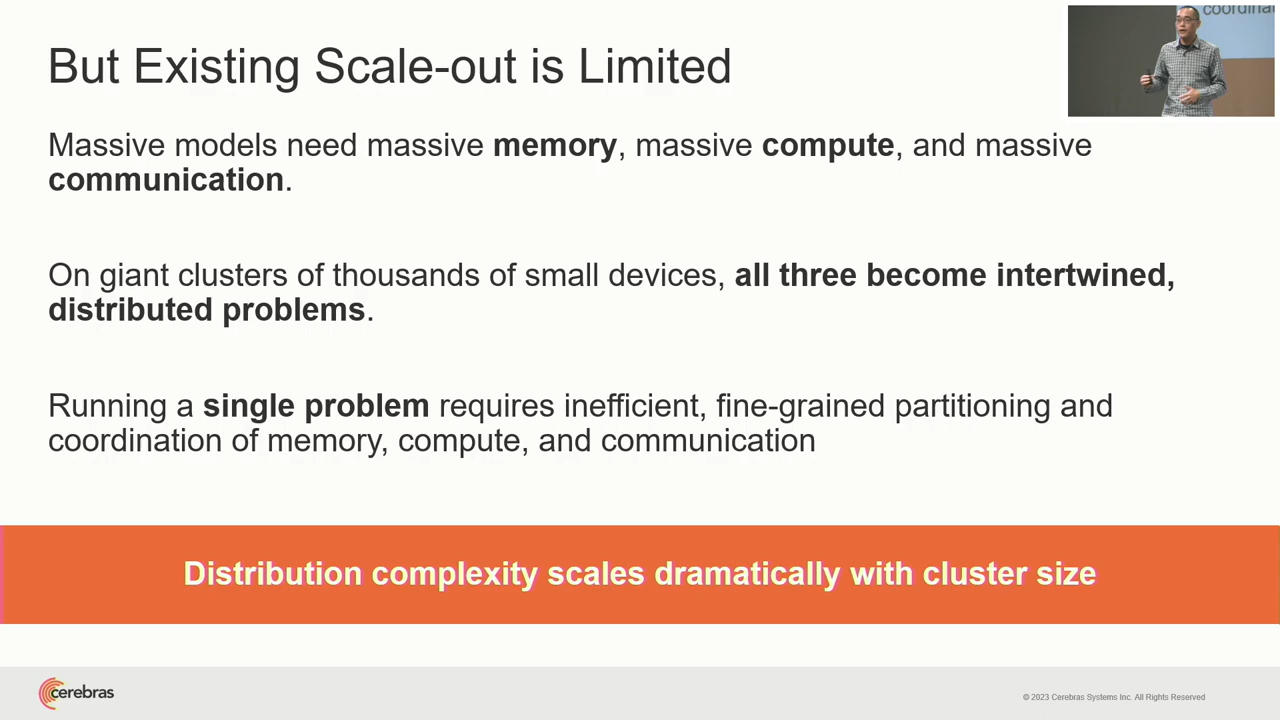 coordinat
But Existing Scale-out is Limited
Massive models need massive memory, massive compute, and massive
communication.
On giant clusters of thousands of small devices, all three become intertwined,
distributed problems.
Running a single problem requires inefficient, fine-grained partitioning and
coordination of memory, compute, and communication
Distribution complexity scales dramatically with cluster size
cerebras
© 2023 Cerebras Systems Inc. All Rights Reserved